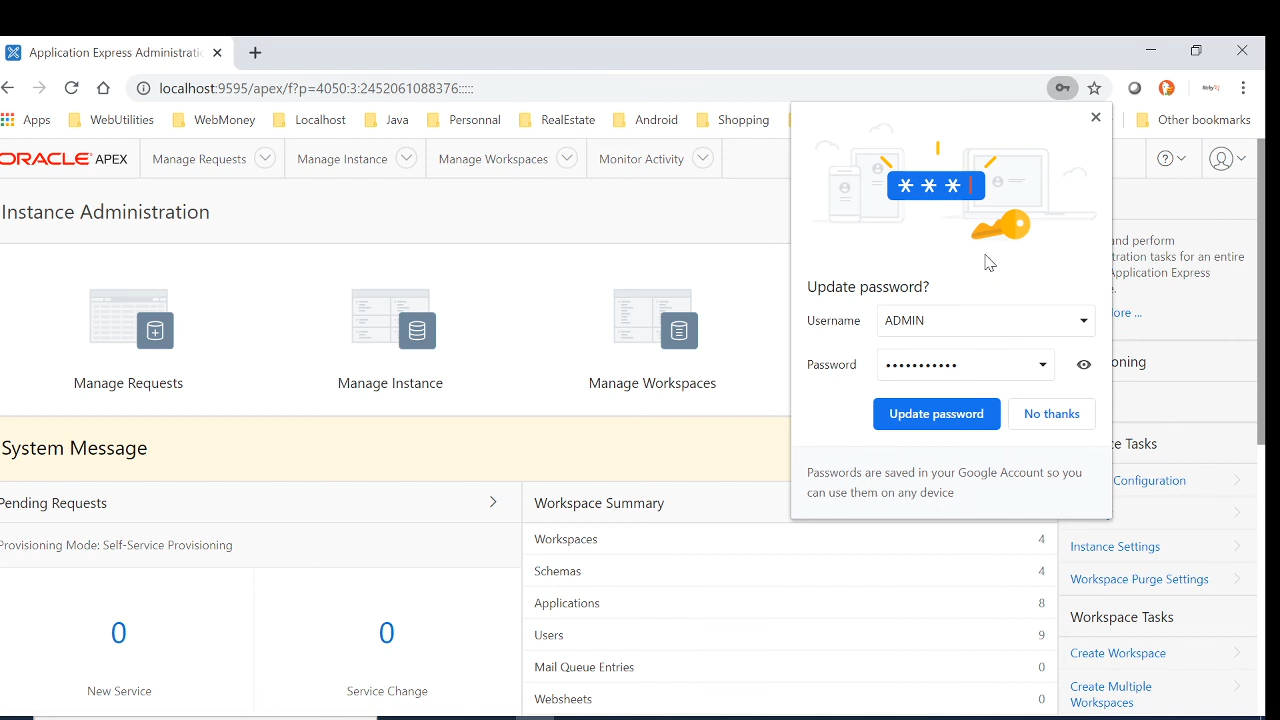 Application Express Administrati
localhost:9595/apex/f?p=4050:3:2452061088376:::::
Apps
WebUtilities
WebMoney
Localhost
Java
Personnal
RealEstate
Android
Shopping
Other bookmarks
ORACLE APEX
Manage Requests
Manage Instance
Manage Workspaces
Monitor Activity
Instance Administration
Manage Requests
Manage Instance
Manage Workspaces
System Message
Pending Requests
Provisioning Mode: Self-Service Provisioning
0
New Service
0
Service Change
Workspace Summary
Workspaces 4
Schemas 4
Applications 8
Users 9
Mail Queue Entries 0
Websheets 0
* * * |
Update password?
Username ADMIN
Password •••••••••••
Update password
No thanks
Passwords are saved in your Google Account so you
can use them on any device
and perform
ration tasks for an entire
Application Express
ore ...
oning
e Tasks
Configuration
Instance Settings
Workspace Purge Settings
Workspace Tasks
Create Workspace
Create Multiple
Workspaces